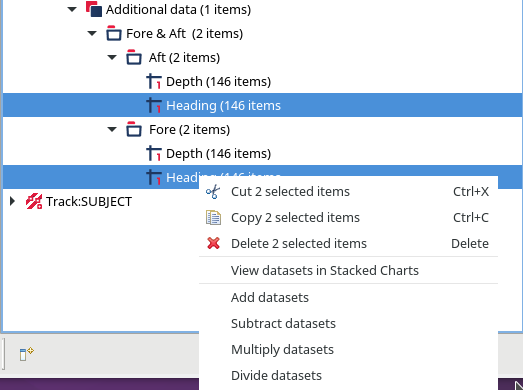 Additional data (1 items)
Fore & Aft (2 items)
Aft (2 items)
Depth (146 items)
Heading (146 items
Fore (2 items)
Depth (146 items)
Heading (146 items
Track:SUBJECT
Cut 2 selected items Ctrl+X
Copy 2 selected items Ctrl+C
Delete 2 selected items Delete
View datasets in Stacked Charts
Add datasets
Subtract datasets
Multiply datasets
Divide datasets